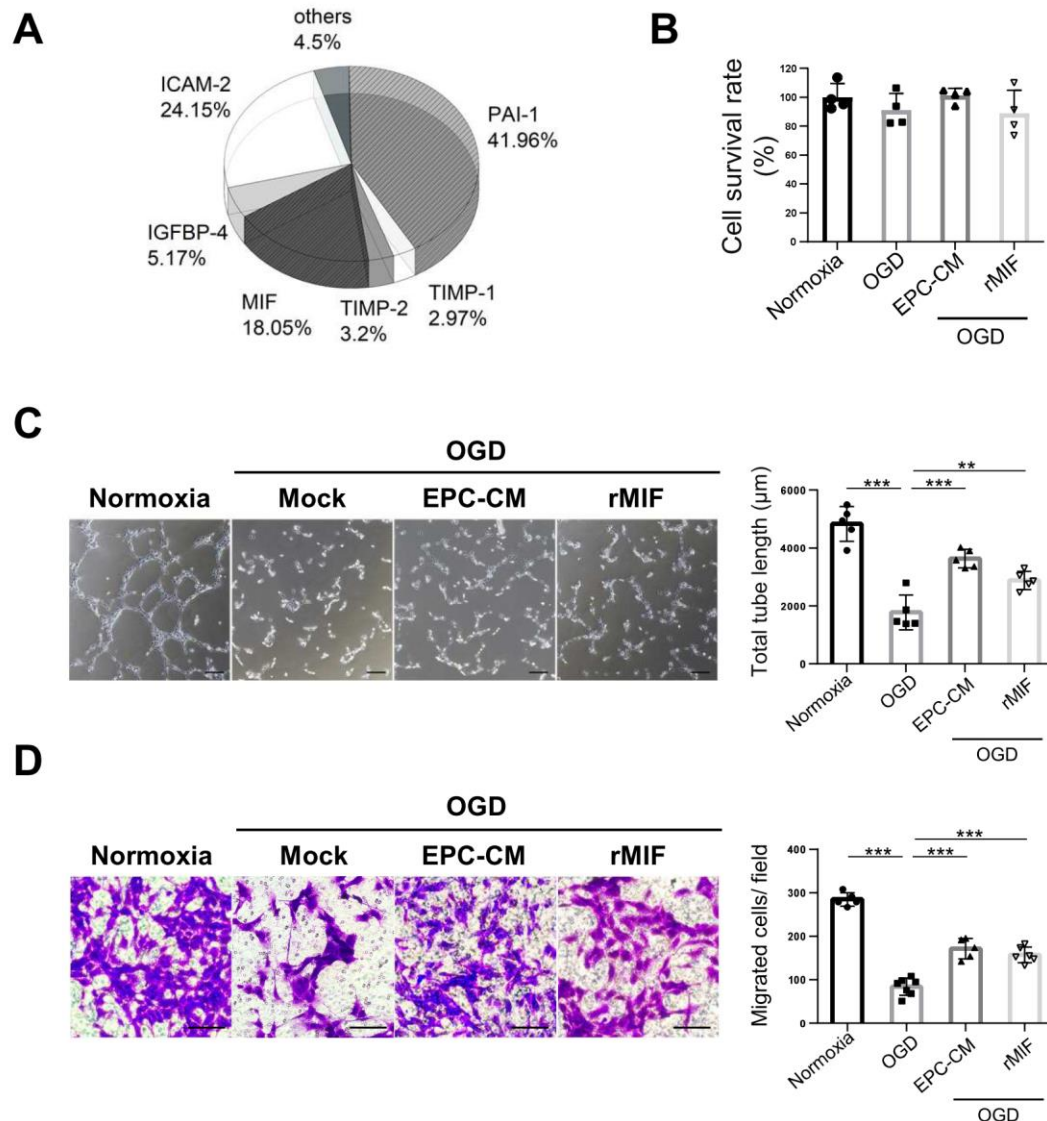 A
others
4.5%
ICAM-2
24.15%
PAI-1
41.96%
IGFBP-4
5.17%
MIF
18.05%
TIMP-2
3.2%
TIMP-1
2.97%
B
Cell survival rate
(%)
120
100
80
60
40
20
0
Normoxia
OGD
EPC-CM
rMIF
OGD
C
OGD
Normoxia
Mock
EPC-CM
rMIF
Total tube length (μm)
6000
4000
2000
0
**
***
***
Normoxia
OGD
EPC-CM
rMIF
OGD
D
OGD
Normoxia
Mock
EPC-CM
rMIF
Migrated cells/ field
400
300
200
100
0
***
***
***
Normoxia
OGD
EPC-CM
rMIF
OGD